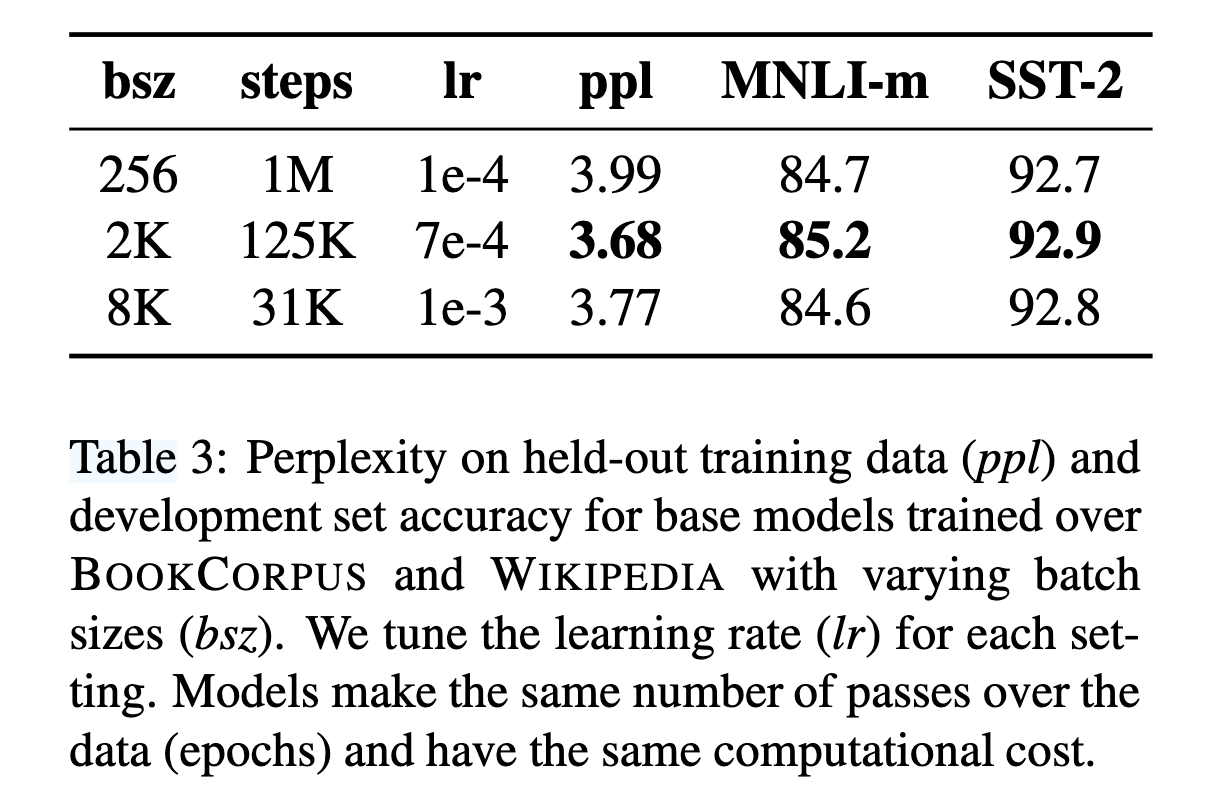 bsz steps lr ppl MNLI-m SST-2
256 1M 1e-4 3.99 84.7 92.7
2K 125K 7e-4 3.68 85.2 92.9
8K 31K 1e-3 3.77 84.6 92.8
Table 3: Perplexity on held-out training data (ppl) and
development set accuracy for base models trained over
BOOKCORPUS and WIKIPEDIA with varying batch
sizes (bsz). We tune the learning rate (lr) for each set-
ting. Models make the same number of passes over the
data (epochs) and have the same computational cost.